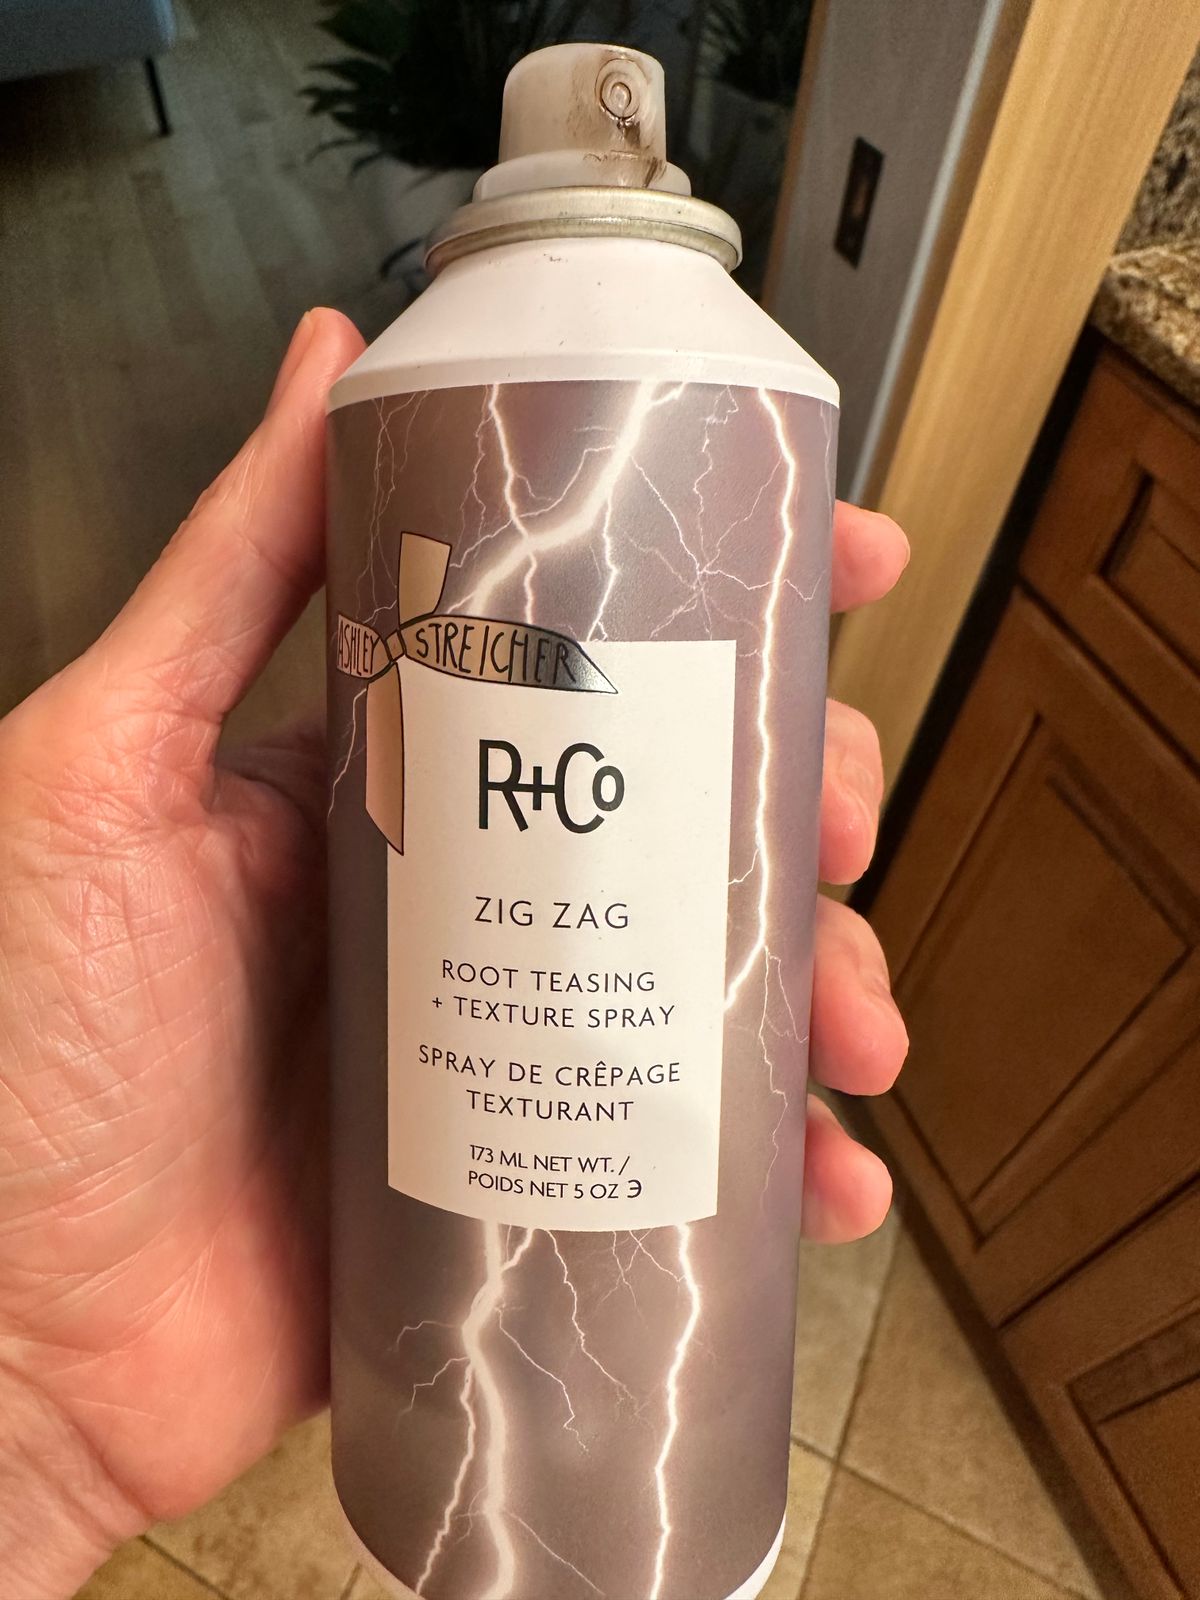 ASHLEY STREICHER
R+Co
ZIG ZAG
ROOT TEASING
+ TEXTURE SPRAY
SPRAY DE CRÊPAGE
TEXTURANT
173 ML NET WT. /
POIDS NET 5 OZ ℈